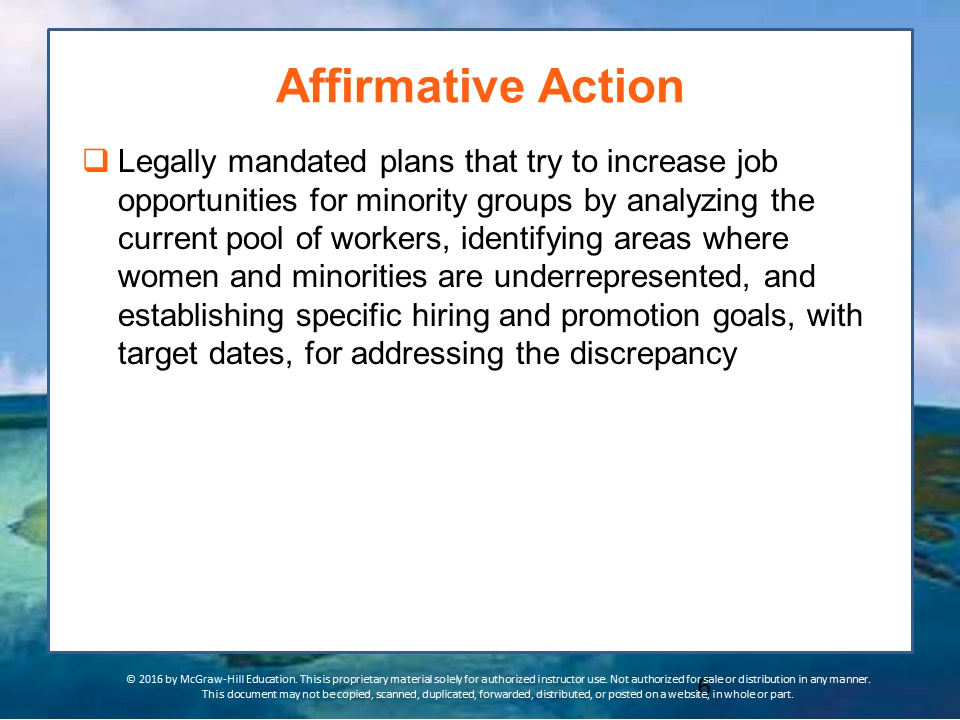 Affirmative Action
Legally mandated plans that try to increase job
opportunities for minority groups by analyzing the
current pool of workers, identifying areas where
women and minorities are underrepresented, and
establishing specific hiring and promotion goals, with
target dates, for addressing the discrepancy
© 2016 by McGraw-Hill Education. This is proprietary material solely for authorized instructor use. Not authorized for sale or distribution in any manner.
This document may not be copied, scanned, duplicated, forwarded, distributed, or posted on a website, in whole or part.
6